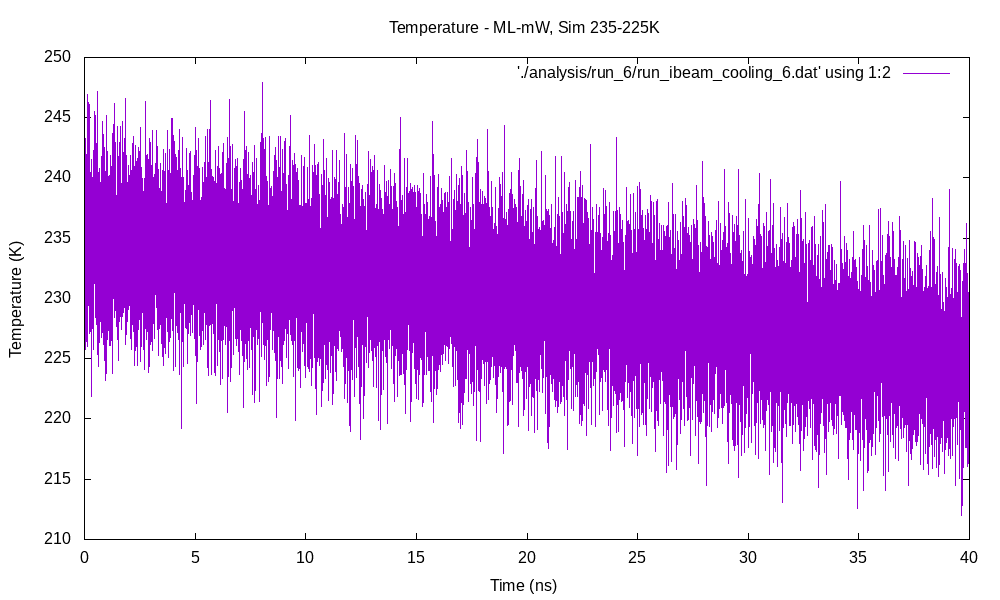 Temperature - ML-mW, Sim 235-225K
'./analysis/run_6/run_ibeam_cooling_6.dat' using 1:2
250
245
240
235
230
225
220
215
210
Temperature (K)
0 5 10 15 20 25 30 35 40
Time (ns)